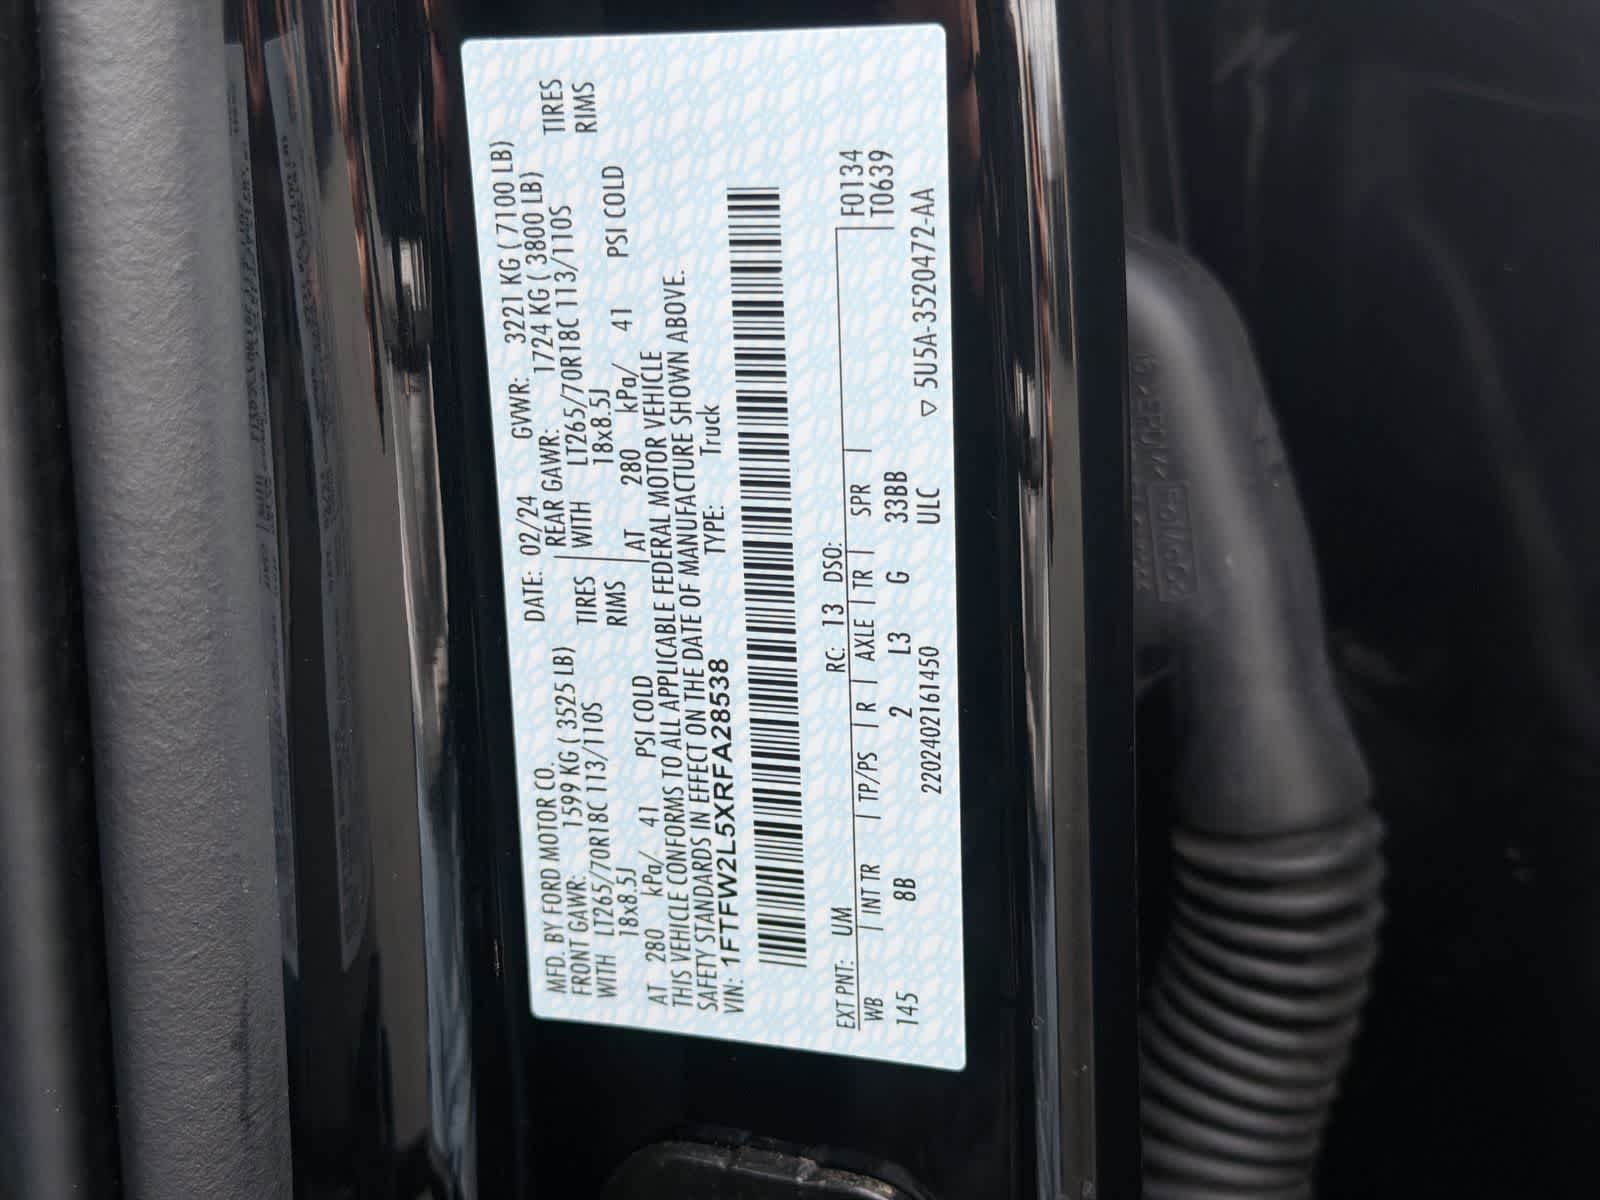 MFD. BY FORD MOTOR CO. DATE: 02/24 GVWR: 3221 KG ( 7100 LB)
FRONT GAWR: 1599 KG ( 3525 LB) REAR GAWR: 1724 KG ( 3800 LB)
WITH LT265/70R18C 113/110S TIRES WITH LT265/70R18C 113/110S TIRES
18x8.5J RIMS 18x8.5J RIMS
AT 280 kPa/ 41 PSI COLD AT 280 kPa/ 41 PSI COLD
THIS VEHICLE CONFORMS TO ALL APPLICABLE FEDERAL MOTOR VEHICLE
SAFETY STANDARDS IN EFFECT ON THE DATE OF MANUFACTURE SHOWN ABOVE.
VIN: 1FTFW2L5XRFA28538 TYPE: Truck
EXT PNT: UM RC: 13 DSO: F0134
WB INT TR TP/PS R AXLE TR SPR T0639
145 8B 2 L3 G 33BB
2202402161450 ULC ▽ 5U5A-3520472-AA